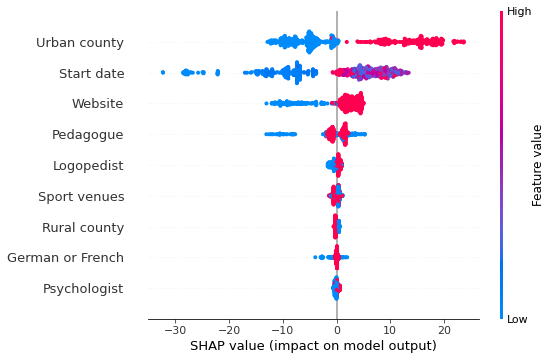 High
Urban county
Start date
Website
Pedagogue
Logopedist
Sport venues
Rural county
German or French
Psychologist
Feature value
Low
−30 −20 −10 0 10 20
SHAP value (impact on model output)